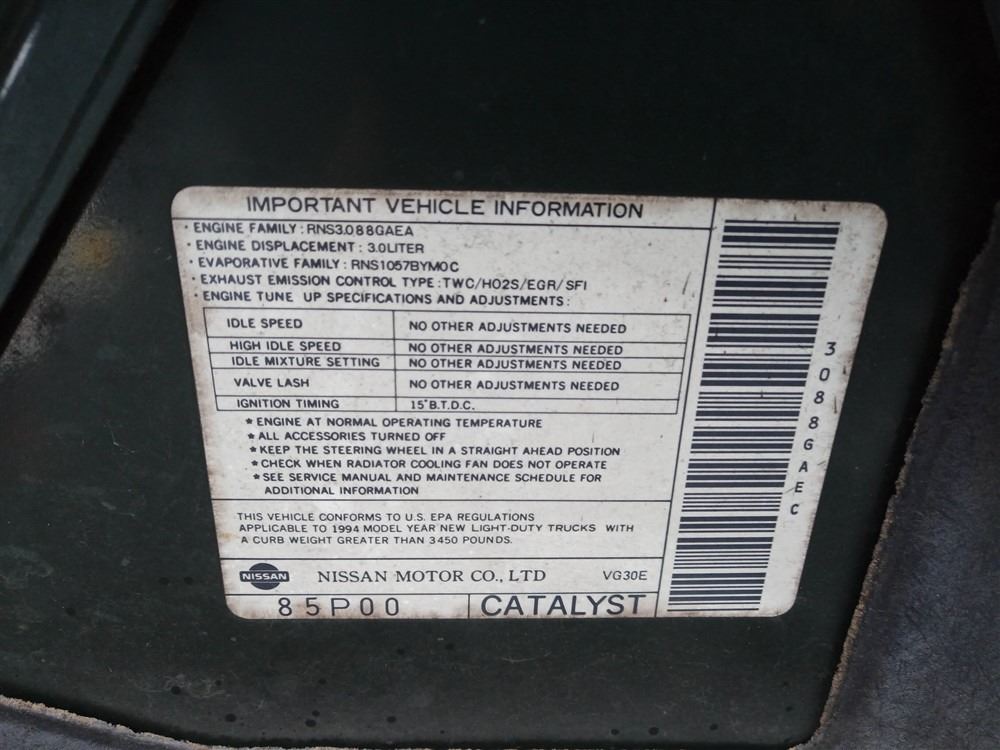 IMPORTANT VEHICLE INFORMATION
· ENGINE FAMILY : RNS3.088GAEA
· ENGINE DISPLACEMENT : 3.0LITER
· EVAPORATIVE FAMILY : RNS1057BYM0C
· EXHAUST EMISSION CONTROL TYPE : TWC/HO2S/EGR/SFI
· ENGINE TUNE UP SPECIFICATIONS AND ADJUSTMENTS :
IDLE SPEED NO OTHER ADJUSTMENTS NEEDED
HIGH IDLE SPEED NO OTHER ADJUSTMENTS NEEDED
IDLE MIXTURE SETTING NO OTHER ADJUSTMENTS NEEDED
VALVE LASH NO OTHER ADJUSTMENTS NEEDED
IGNITION TIMING 15°B.T.D.C.
* ENGINE AT NORMAL OPERATING TEMPERATURE
* ALL ACCESSORIES TURNED OFF
* KEEP THE STEERING WHEEL IN A STRAIGHT AHEAD POSITION
* CHECK WHEN RADIATOR COOLING FAN DOES NOT OPERATE
* SEE SERVICE MANUAL AND MAINTENANCE SCHEDULE FOR
ADDITIONAL INFORMATION
THIS VEHICLE CONFORMS TO U.S. EPA REGULATIONS
APPLICABLE TO 1994 MODEL YEAR NEW LIGHT-DUTY TRUCKS WITH
A CURB WEIGHT GREATER THAN 3450 POUNDS.
NISSAN NISSAN MOTOR CO., LTD VG30E
85P00 CATALYST
3088GAEC